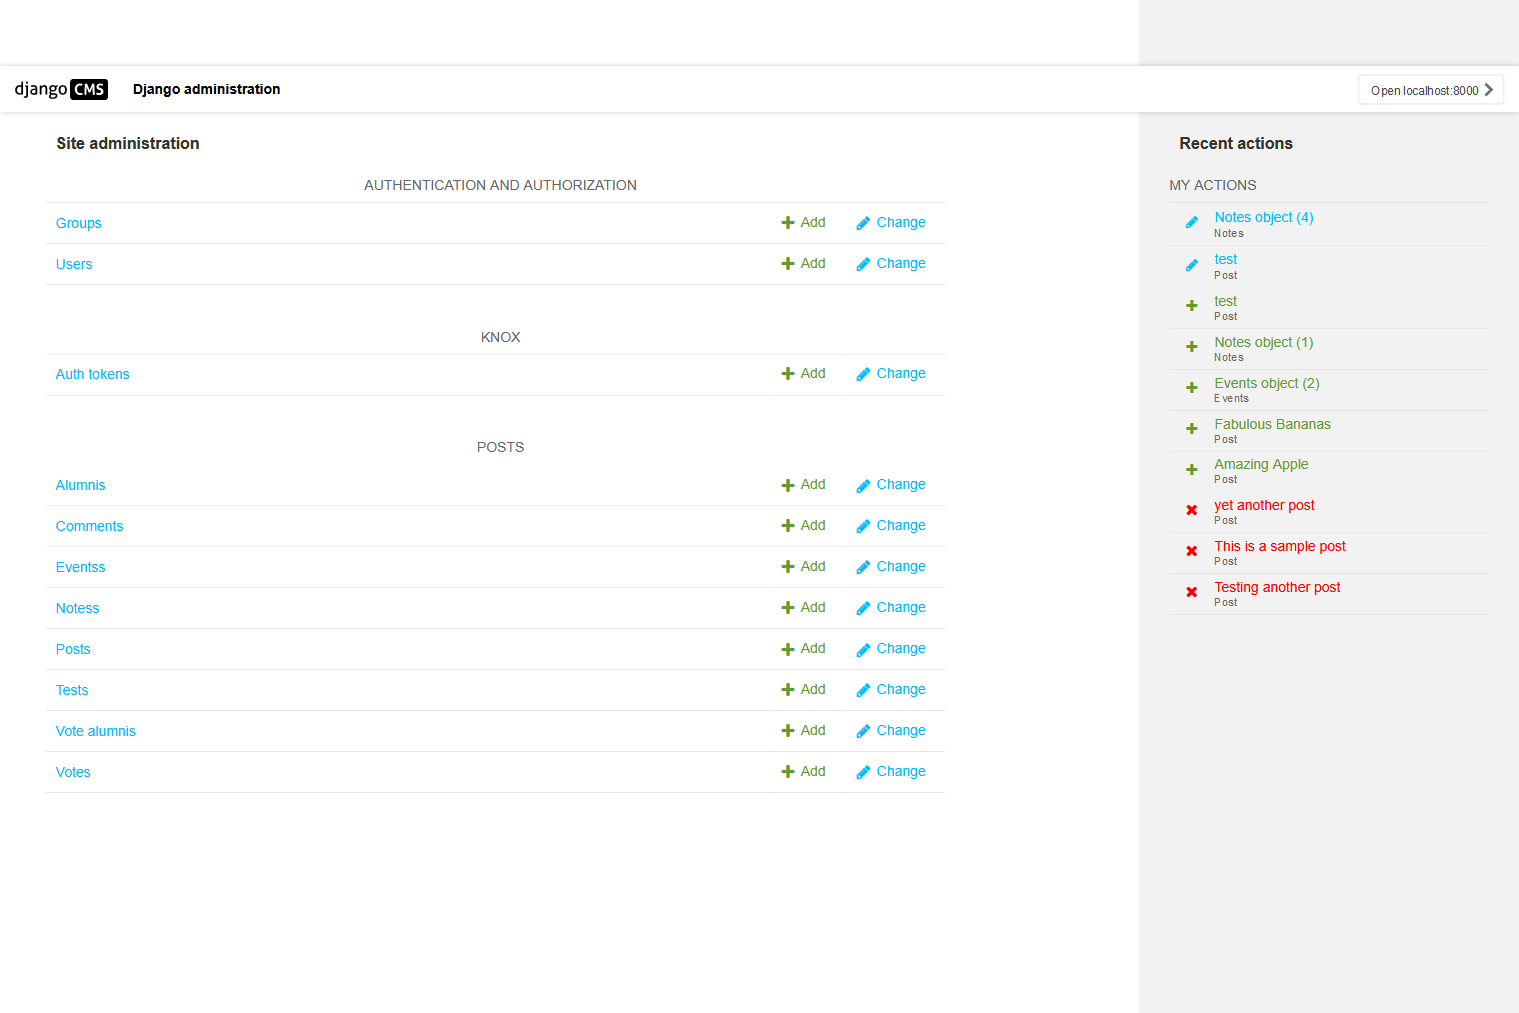 django CMS Django administration Open localhost:8000
Site administration
AUTHENTICATION AND AUTHORIZATION
Groups Add Change
Users Add Change
KNOX
Auth tokens Add Change
POSTS
Alumnis Add Change
Comments Add Change
Eventss Add Change
Notess Add Change
Posts Add Change
Tests Add Change
Vote alumnis Add Change
Votes Add Change
Recent actions
MY ACTIONS
Notes object (4)
Notes
test
Post
test
Post
Notes object (1)
Notes
Events object (2)
Events
Fabulous Bananas
Post
Amazing Apple
Post
yet another post
Post
This is a sample post
Post
Testing another post
Post